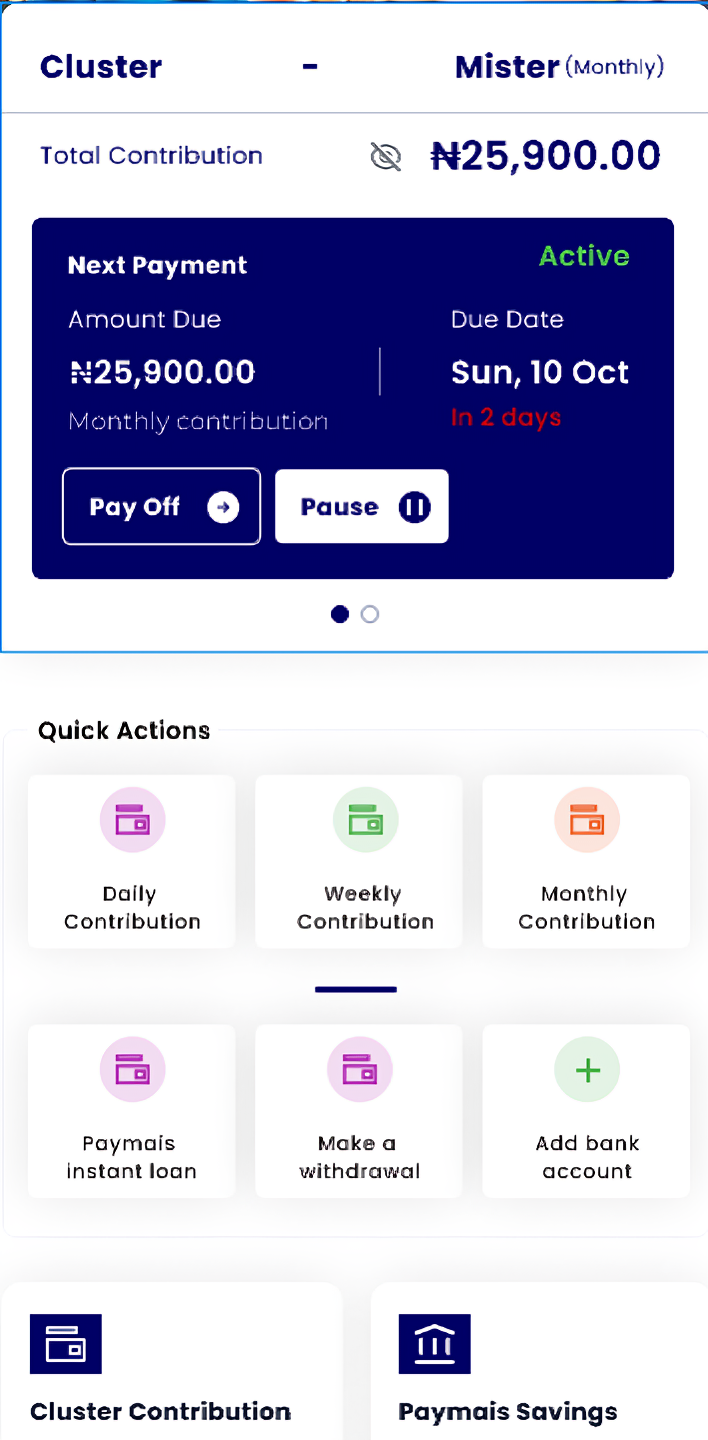 Cluster - Mister (Monthly)
Total Contribution ₦25,900.00
Next Payment Active
Amount Due Due Date
₦25,900.00 Sun, 10 Oct
Monthly contribution In 2 days
Pay Off Pause
Quick Actions
Daily Weekly Monthly
Contribution Contribution Contribution
Paymais Make a Add bank
instant loan withdrawal account
Cluster Contribution Paymais Savings